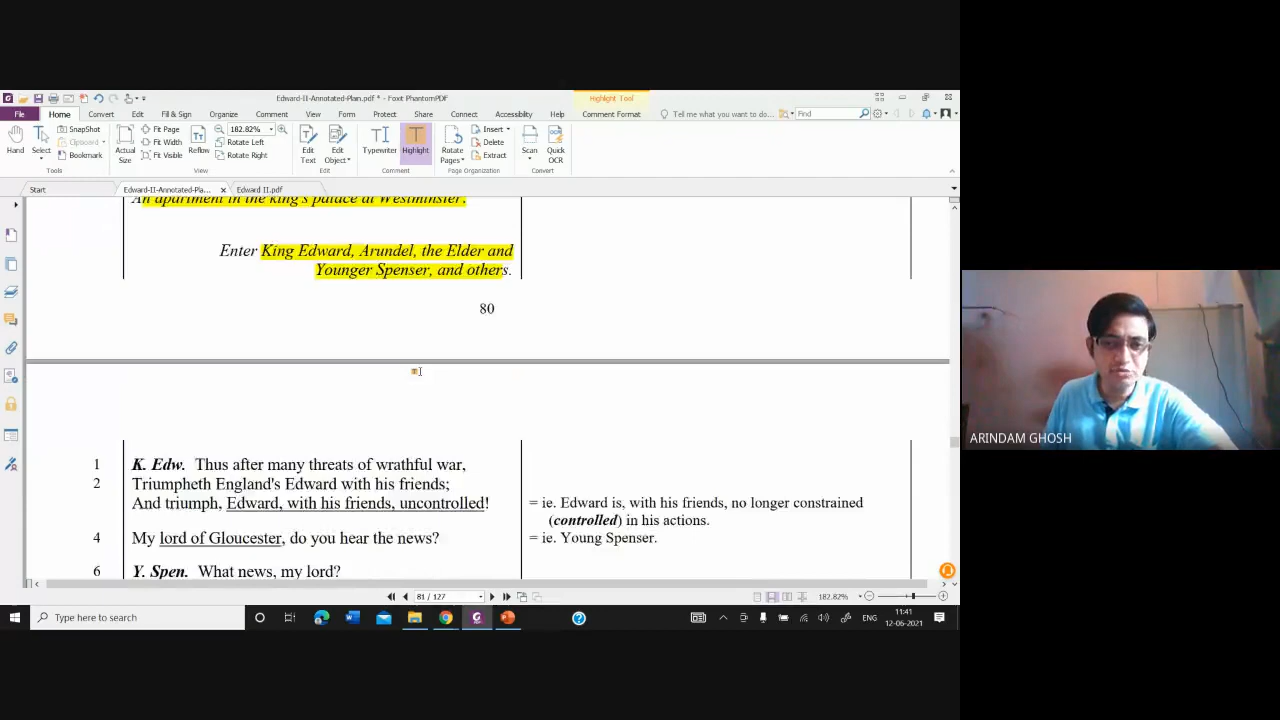 Edward-II-Annotated-Plan.pdf * - Foxit PhantomPDF
Highlight Tool
File Home Convert Edit Fill & Sign Organize Comment View Form Protect Share Connect Accessibility Help Comment Format Tell me what you want to do... Find
Hand Select SnapShot Clipboard Bookmark Tools
Actual Size Fit Page Fit Width Fit Visible Reflow 182.82% Rotate Left Rotate Right View
Edit Text Edit Object Edit
Typewriter Highlight Comment
Rotate Pages Insert Delete Extract Page Organization
Scan Quick OCR Convert
Start Edward-II-Annotated-Pla... Edward II.pdf
An apartment in the king's palace at Westminster.
Enter King Edward, Arundel, the Elder and
Younger Spenser, and others.
80
1 K. Edw. Thus after many threats of wrathful war,
2 Triumpheth England's Edward with his friends;
And triumph, Edward, with his friends, uncontrolled! = ie. Edward is, with his friends, no longer constrained
(controlled) in his actions.
4 My lord of Gloucester, do you hear the news? = ie. Young Spenser.
6 Y. Spen. What news, my lord?
81 / 127 182.82%
Type here to search
ENG 11:41
12-06-2021
ARINDAM GHOSH